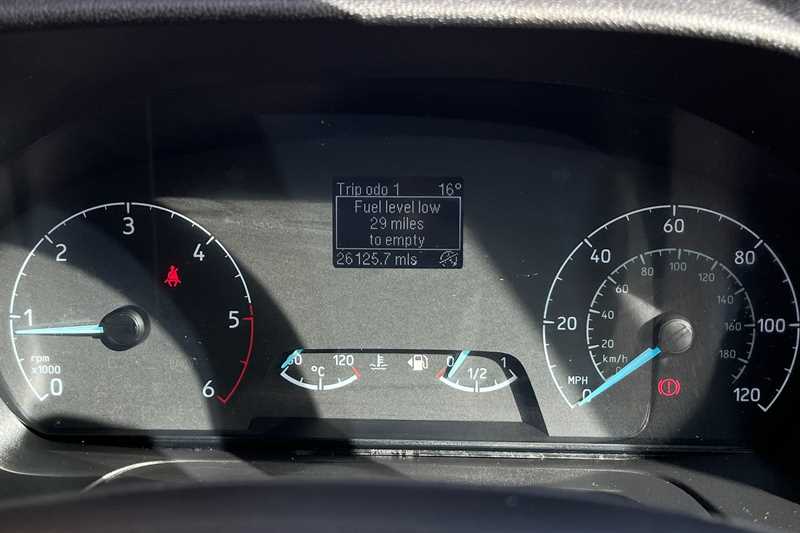 Trip odo 1 16°
Fuel level low
29 miles
to empty
26125.7 mls
0
1
2
3
4
5
6
rpm
x1000
120
°C
0
1/2
1
0
20
40
60
80
100
120
MPH
20
40
60
80
100
120
140
160
180
km/h